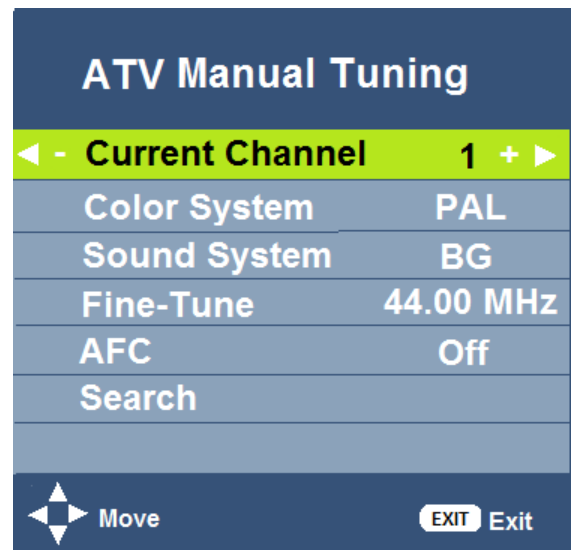 ATV Manual Tuning
- Current Channel 1 +
Color System PAL
Sound System BG
Fine-Tune 44.00 MHz
AFC Off
Search
Move EXIT Exit